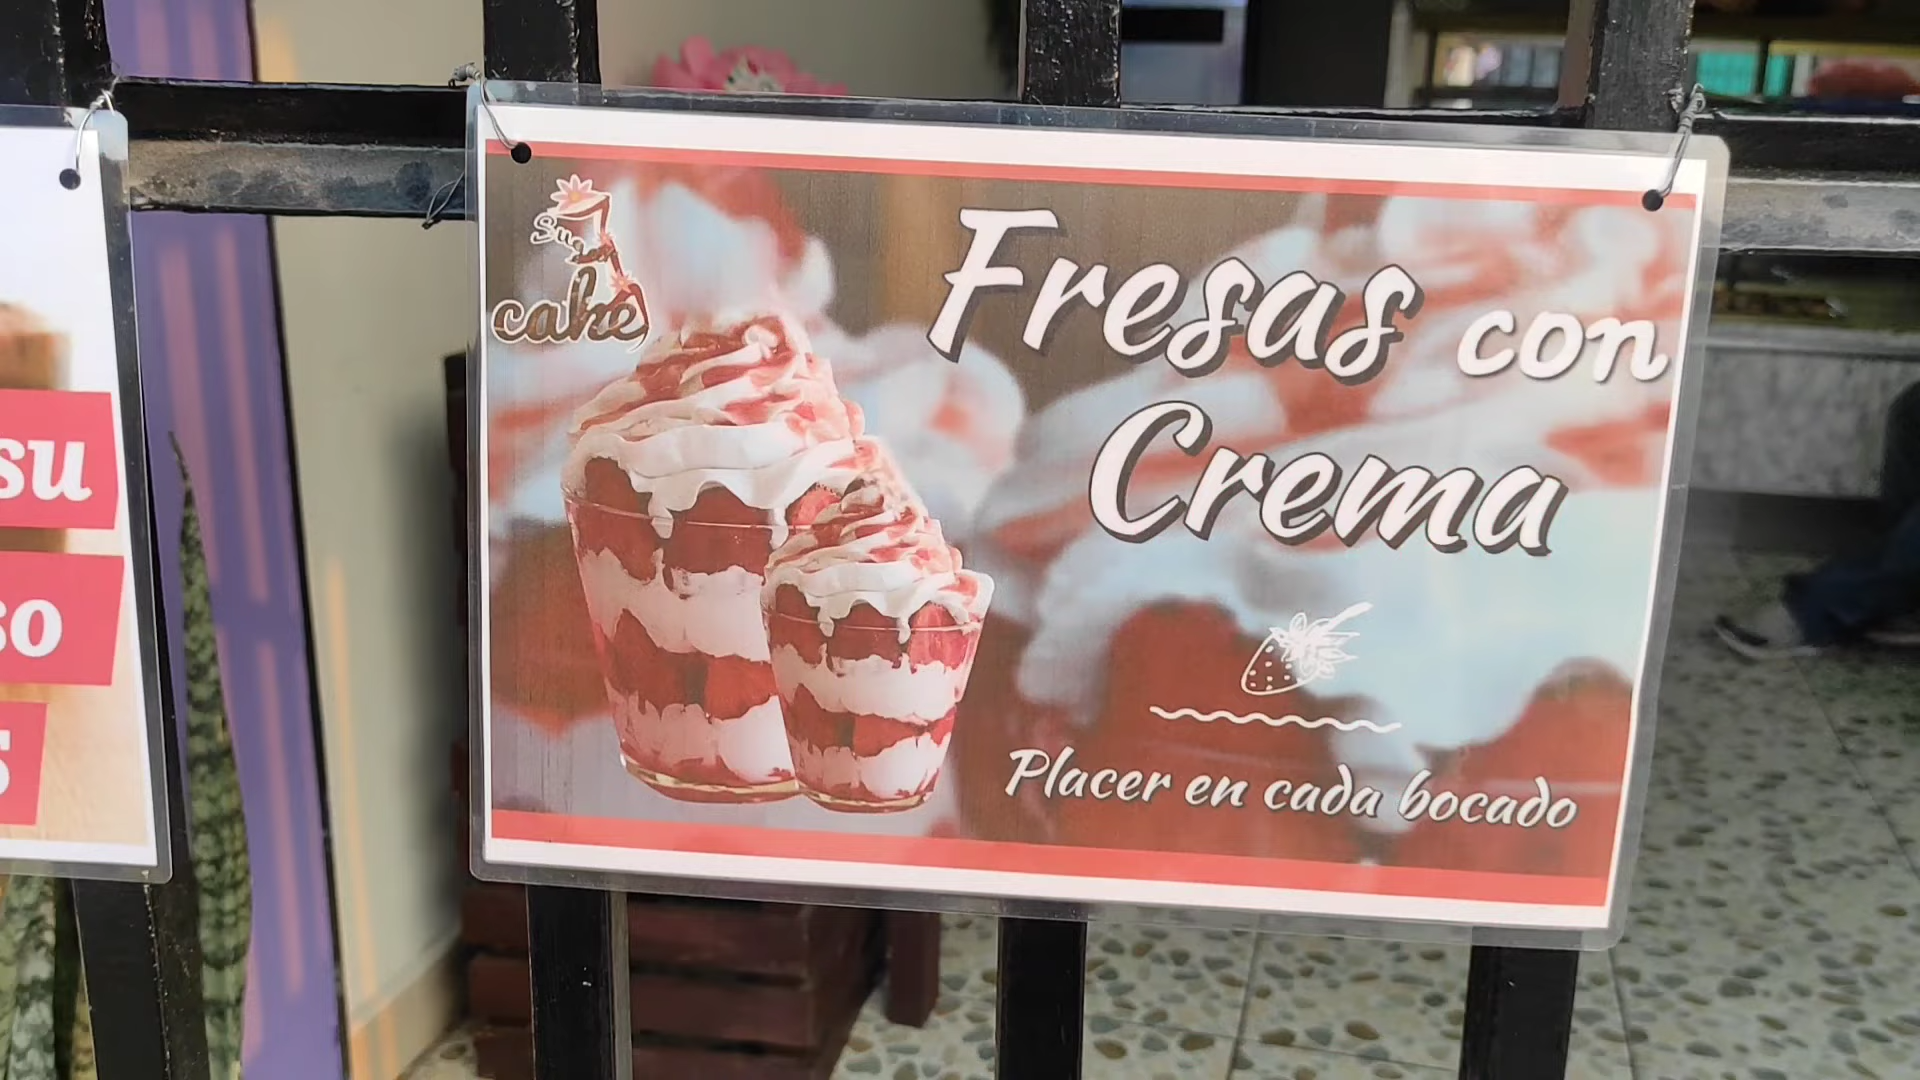 su
so
s
Sugar
cake
Fresas con
Crema
Placer en cada bocado